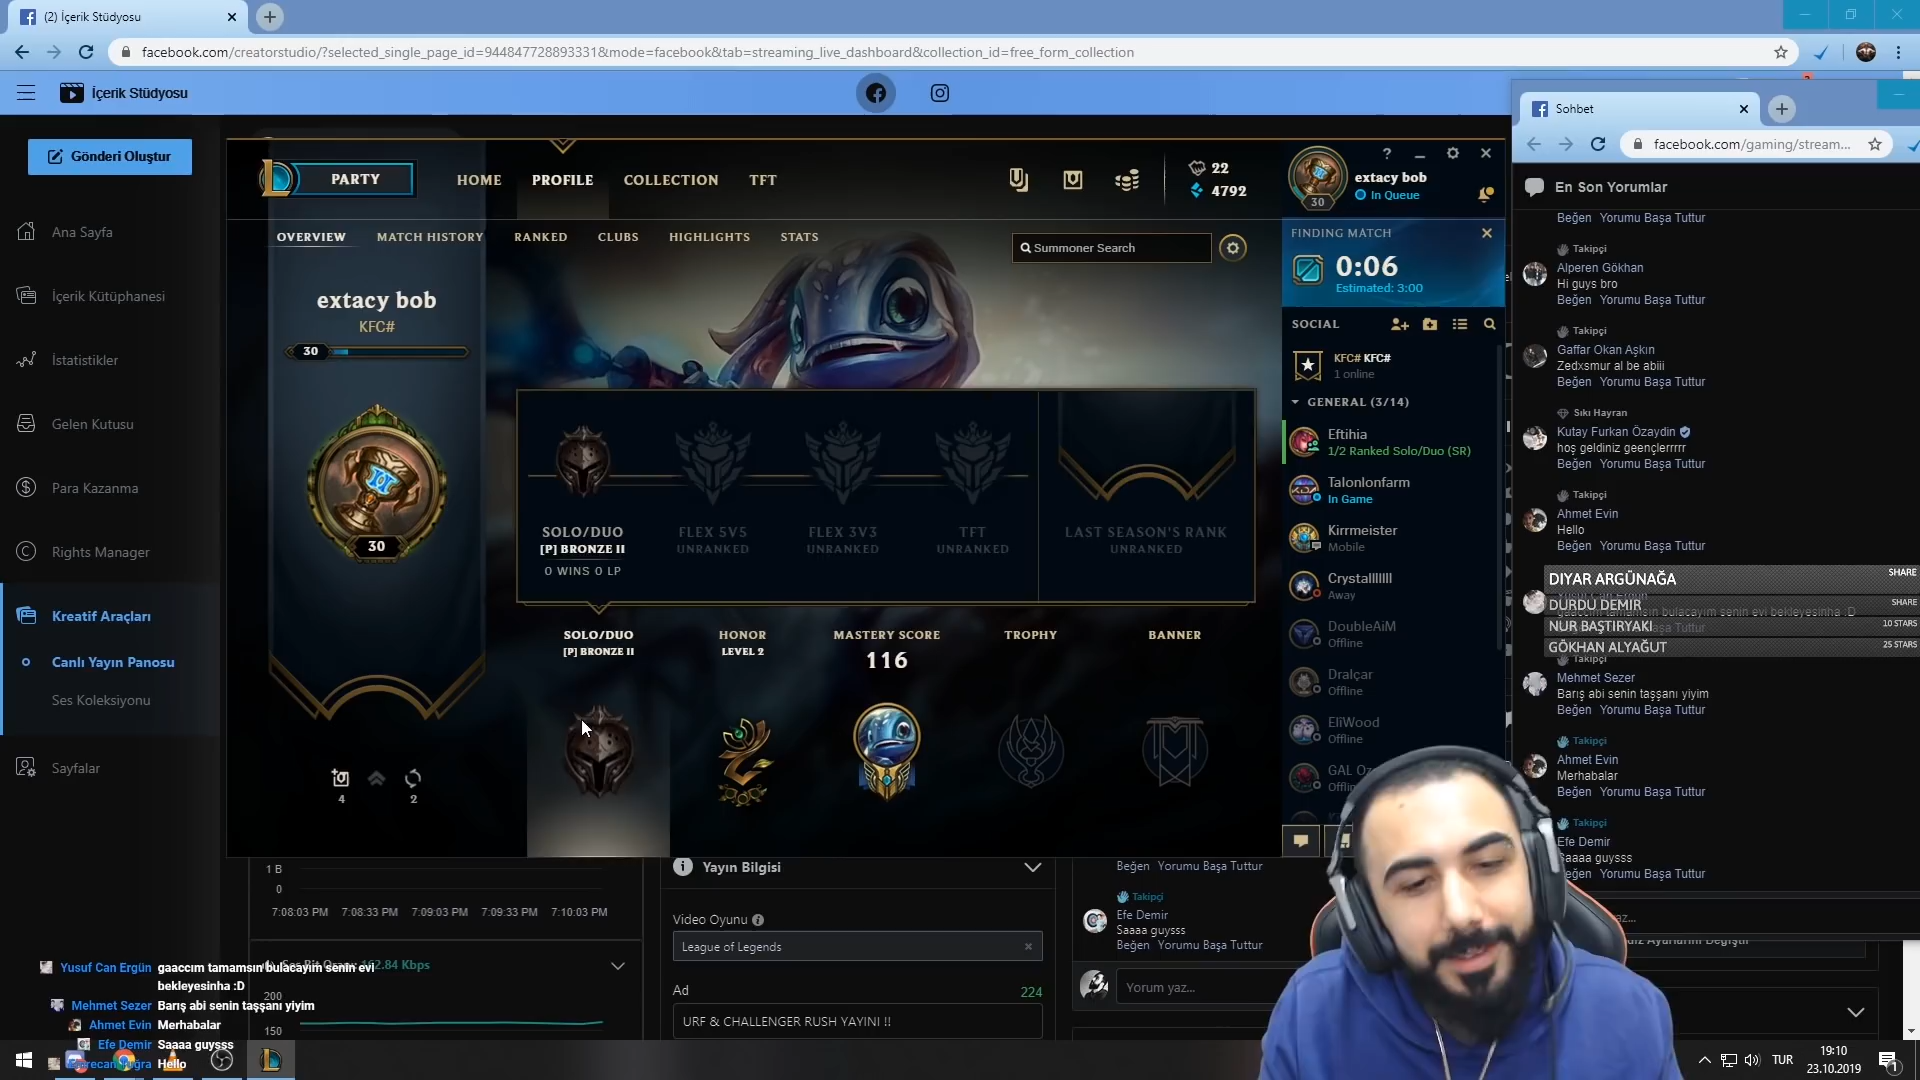 (2) İçerik Stüdyosu
facebook.com/creatorstudio/?selected_single_page_id=944847728893331&mode=facebook&tab=streaming_live_dashboard&collection_id=free_form_collection
İçerik Stüdyosu
Gönderi Oluştur
Ana Sayfa
İçerik Kütüphanesi
İstatistikler
Gelen Kutusu
Para Kazanma
Rights Manager
Kreatif Araçları
Canlı Yayın Panosu
Ses Koleksiyonu
Sayfalar
PARTY
HOME
PROFILE
COLLECTION
TFT
22
4792
30
extacy bob
In Queue
OVERVIEW
MATCH HISTORY
RANKED
CLUBS
HIGHLIGHTS
STATS
Summoner Search
FINDING MATCH
0:06
Estimated: 3:00
extacy bob
KFC#
30
30
4
2
SOLO/DUO
[P] BRONZE II
0 WINS 0 LP
FLEX 5V5
UNRANKED
FLEX 3V3
UNRANKED
TFT
UNRANKED
LAST SEASON'S RANK
UNRANKED
SOLO/DUO
[P] BRONZE II
HONOR
LEVEL 2
MASTERY SCORE
116
TROPHY
BANNER
SOCIAL
KFC# KFC#
1 online
GENERAL (3/14)
Eftihia
1/2 Ranked Solo/Duo (SR)
Talonlonfarm
In Game
Kirrmeister
Mobile
Crystalllllll
Away
DoubleAiM
Offline
Dralçar
Offline
EliWood
Offline
GAL
Sohbet
facebook.com/gaming/stream...
En Son Yorumlar
Beğen Yorumu Başa Tuttur
Takipçi
Alperen Gökhan
Hi guys bro
Beğen Yorumu Başa Tuttur
Takipçi
Gaffar Okan Aşkın
Zedxsmur al be abiii
Beğen Yorumu Başa Tuttur
Sıkı Hayran
Kutay Furkan Özaydin
hoş geldiniz geençlerrrrr
Beğen Yorumu Başa Tuttur
Takipçi
Ahmet Evin
Hello
Beğen Yorumu Başa Tuttur
DIYAR ARGÜNAĞA SHARE
DURDU DEMIR SHARE
NUR BAŞTIRYAKI 10 STARS
GÖKHAN ALYAĞUT 25 STARS
Takipçi
Mehmet Sezer
Barış abi senin taşşanı yiyim
Beğen Yorumu Başa Tuttur
Takipçi
Ahmet Evin
Merhabalar
Beğen Yorumu Başa Tuttur
Takipçi
Efe Demir
Saaaa guysss
Beğen Yorumu Başa Tuttur
1 B
0
7:08:03 PM 7:08:33 PM 7:09:03 PM 7:09:33 PM 7:10:03 PM
162.84 Kbps
200
150
Yayın Bilgisi
Video Oyunu
League of Legends
Ad
224
URF & CHALLENGER RUSH YAYINI !!
Beğen Yorumu Başa Tuttur
Takipçi
Efe Demir
Saaaa guysss
Beğen Yorumu Başa Tuttur
Yorum yaz...
Yusuf Can Ergün gaaccım tamamsın bulacayım senin evi
bekleyesinha :D
Mehmet Sezer Barış abi senin taşşanı yiyim
Ahmet Evin Merhabalar
Efe Demir Saaaa guysss
Hello
TUR
19:10
23.10.2019
1